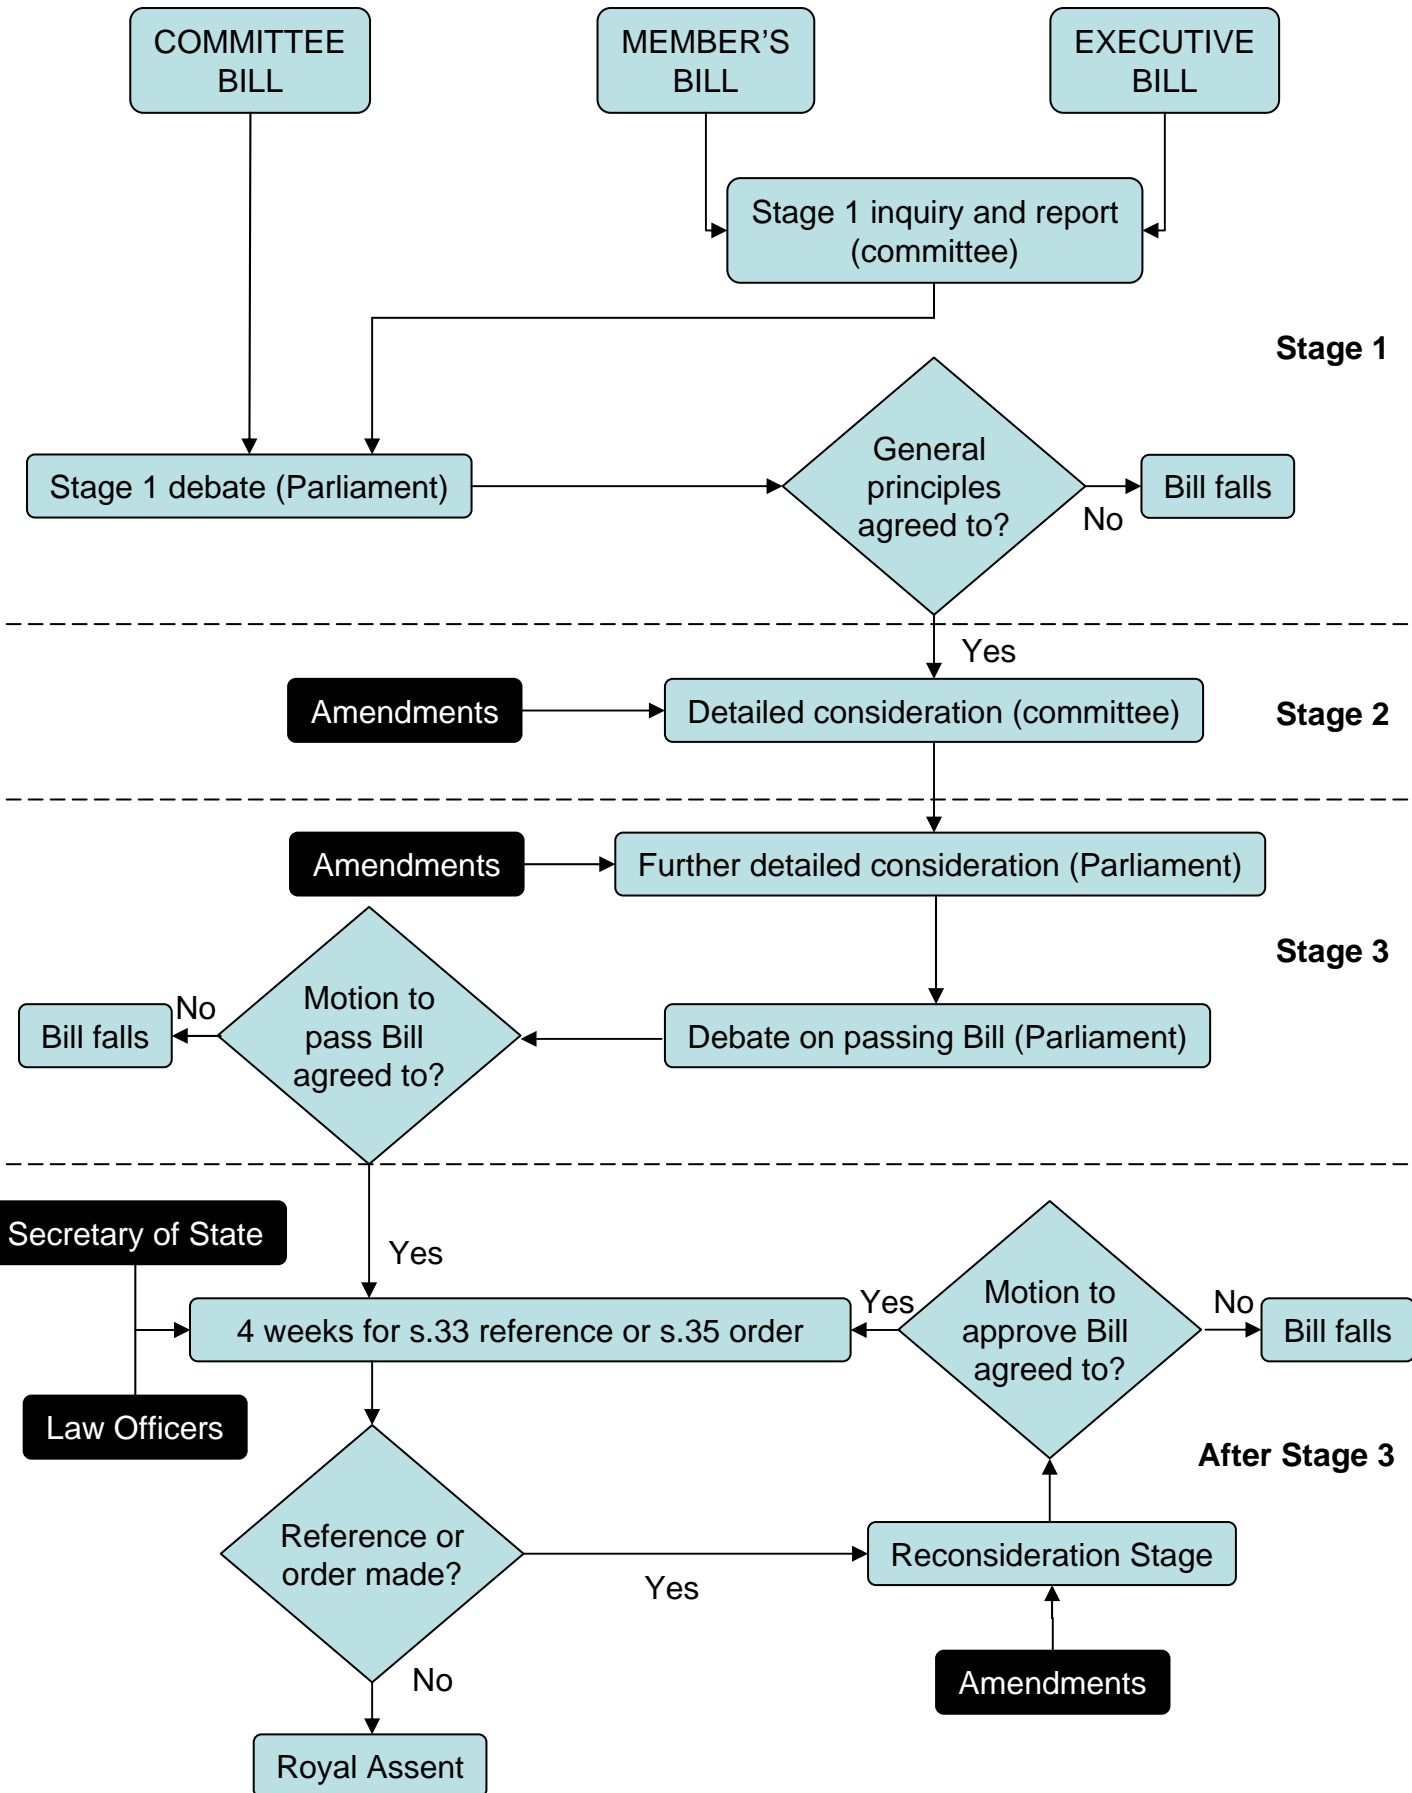 COMMITTEE
BILL
MEMBER'S
BILL
EXECUTIVE
BILL
Stage 1 inquiry and report
(committee)
Stage 1
General
principles
agreed to?
Stage 1 debate (Parliament)
Bill falls
No
Yes
Amendments
Detailed consideration (committee)
Stage 2
Amendments
Further detailed consideration (Parliament)
Stage 3
Motion to
pass Bill
agreed to?
No
Bill falls
Debate on passing Bill (Parliament)
Secretary of State
Yes
4 weeks for s.33 reference or s.35 order
Yes
Motion to
approve Bill
agreed to?
No
Bill falls
Law Officers
After Stage 3
Reference or
order made?
Yes
Reconsideration Stage
No
Amendments
Royal Assent